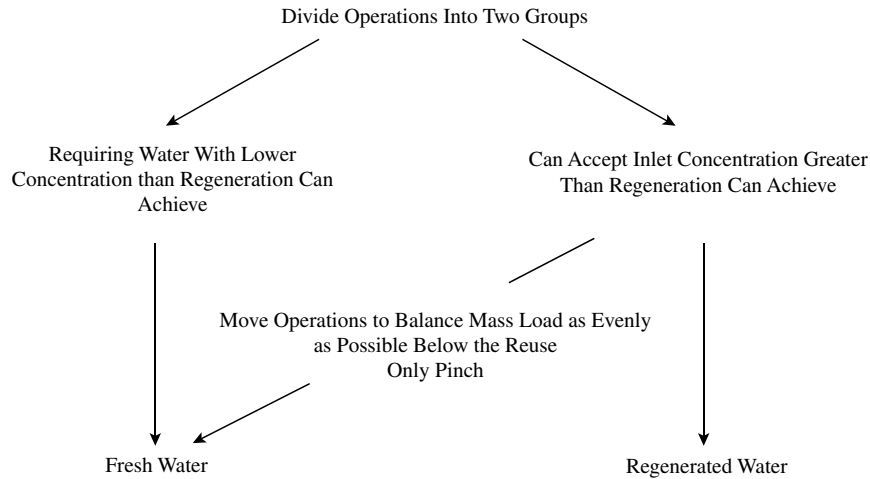 Divide Operations Into Two Groups
Requiring Water With Lower
Concentration than Regeneration Can
Achieve
Can Accept Inlet Concentration Greater
Than Regeneration Can Achieve
Move Operations to Balance Mass Load as Evenly
as Possible Below the Reuse
Only Pinch
Fresh Water
Regenerated Water